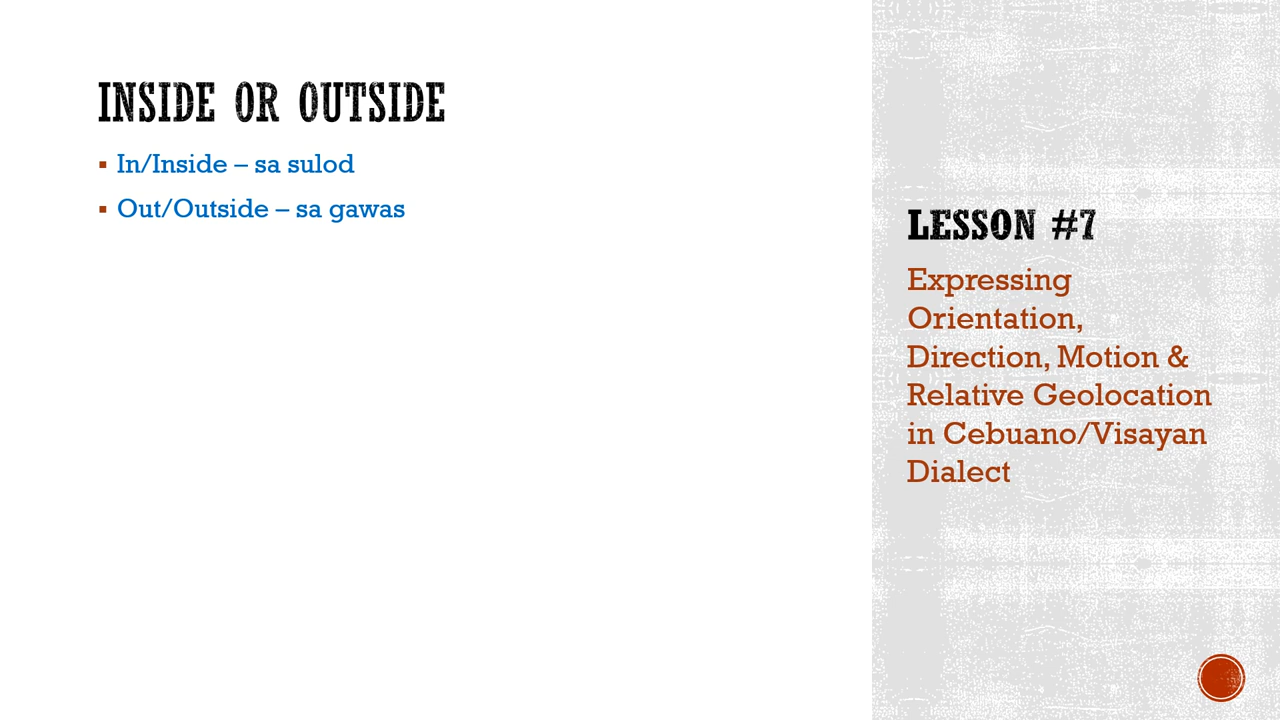 INSIDE OR OUTSIDE
▪ In/Inside – sa sulod
▪ Out/Outside – sa gawas
LESSON #7
Expressing
Orientation,
Direction, Motion &
Relative Geolocation
in Cebuano/Visayan
Dialect